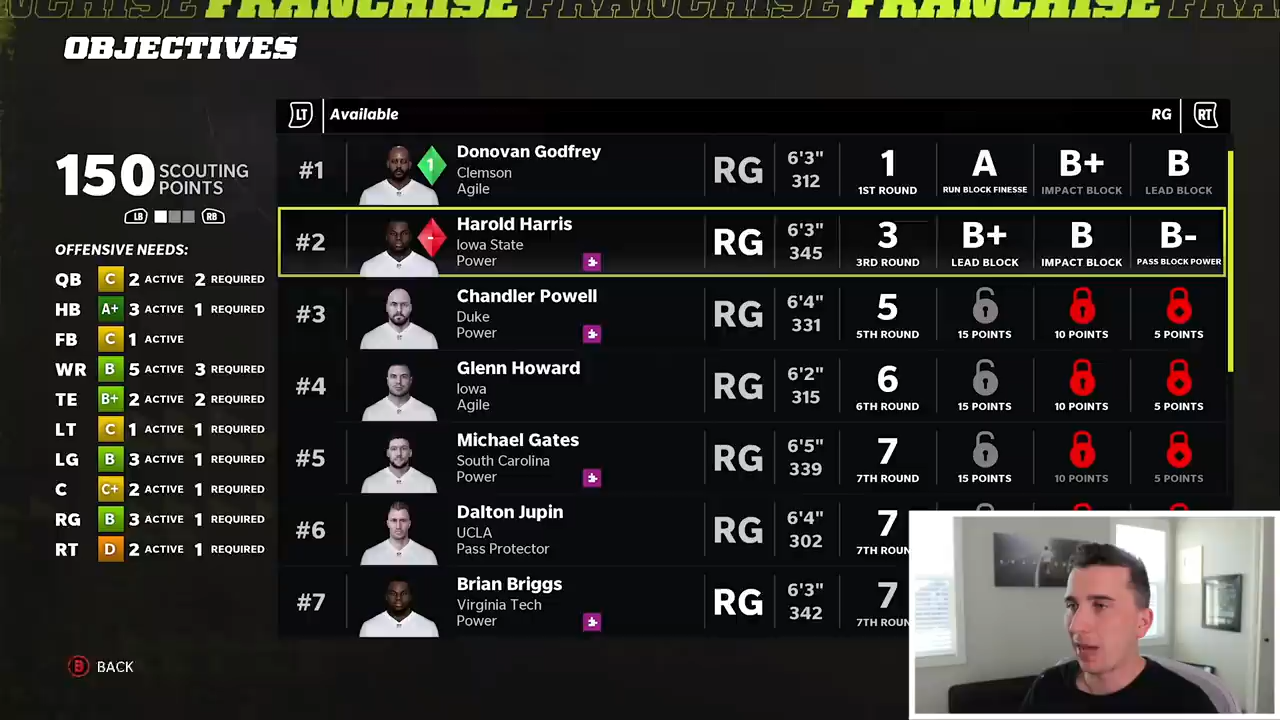 FRANCHISE FRANCHISE FRANCHISE FRA
OBJECTIVES
150 SCOUTING POINTS
LB RB
OFFENSIVE NEEDS:
QB C 2 ACTIVE 2 REQUIRED
HB A+ 3 ACTIVE 1 REQUIRED
FB C 1 ACTIVE
WR B 5 ACTIVE 3 REQUIRED
TE B+ 2 ACTIVE 2 REQUIRED
LT C 1 ACTIVE 1 REQUIRED
LG B 3 ACTIVE 1 REQUIRED
C C+ 2 ACTIVE 1 REQUIRED
RG B 3 ACTIVE 1 REQUIRED
RT D 2 ACTIVE 1 REQUIRED
LT Available RG RT
#1 1 Donovan Godfrey Clemson Agile RG 6'3" 312 1 1ST ROUND A RUN BLOCK FINESSE B+ IMPACT BLOCK B LEAD BLOCK
#2 Harold Harris Iowa State Power RG 6'3" 345 3 3RD ROUND B+ LEAD BLOCK B IMPACT BLOCK B- PASS BLOCK POWER
#3 Chandler Powell Duke Power RG 6'4" 331 5 5TH ROUND 15 POINTS 10 POINTS 5 POINTS
#4 Glenn Howard Iowa Agile RG 6'2" 315 6 6TH ROUND 15 POINTS 10 POINTS 5 POINTS
#5 Michael Gates South Carolina Power RG 6'5" 339 7 7TH ROUND 15 POINTS 10 POINTS 5 POINTS
#6 Dalton Jupin UCLA Pass Protector RG 6'4" 302 7 7TH ROUN
#7 Brian Briggs Virginia Tech Power RG 6'3" 342 7 7TH ROUN
B BACK